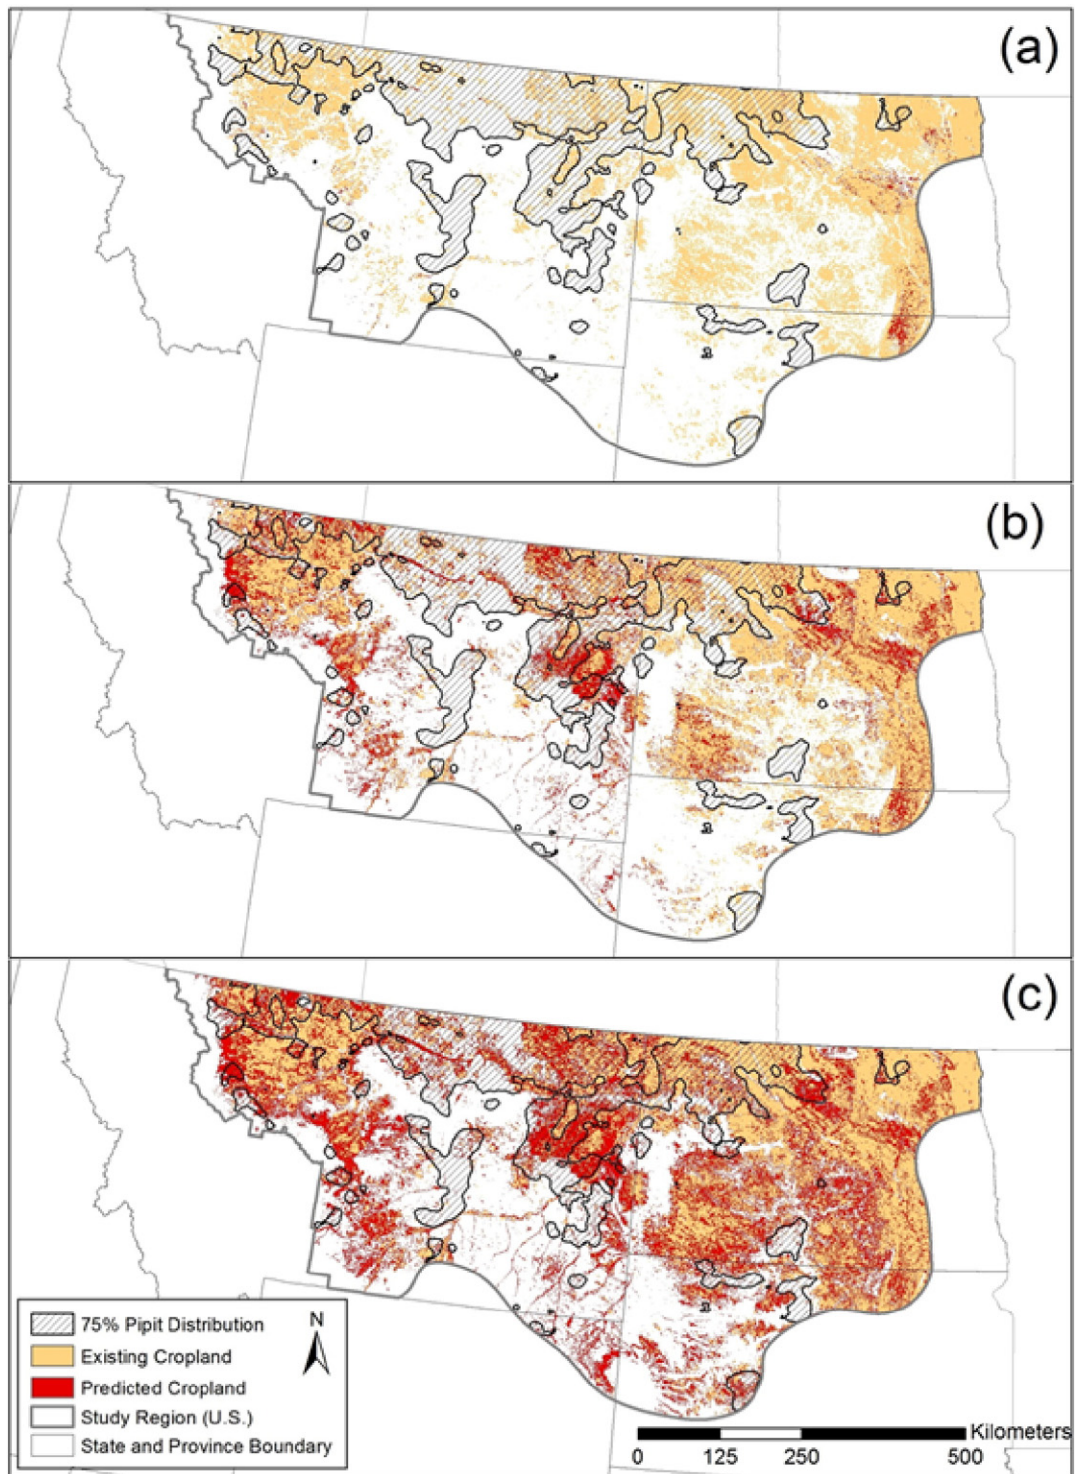 (a)
(b)
(c)
N
75% Pipit Distribution
Existing Cropland
Predicted Cropland
Study Region (U.S.)
State and Province Boundary
Kilometers
0 125 250 500